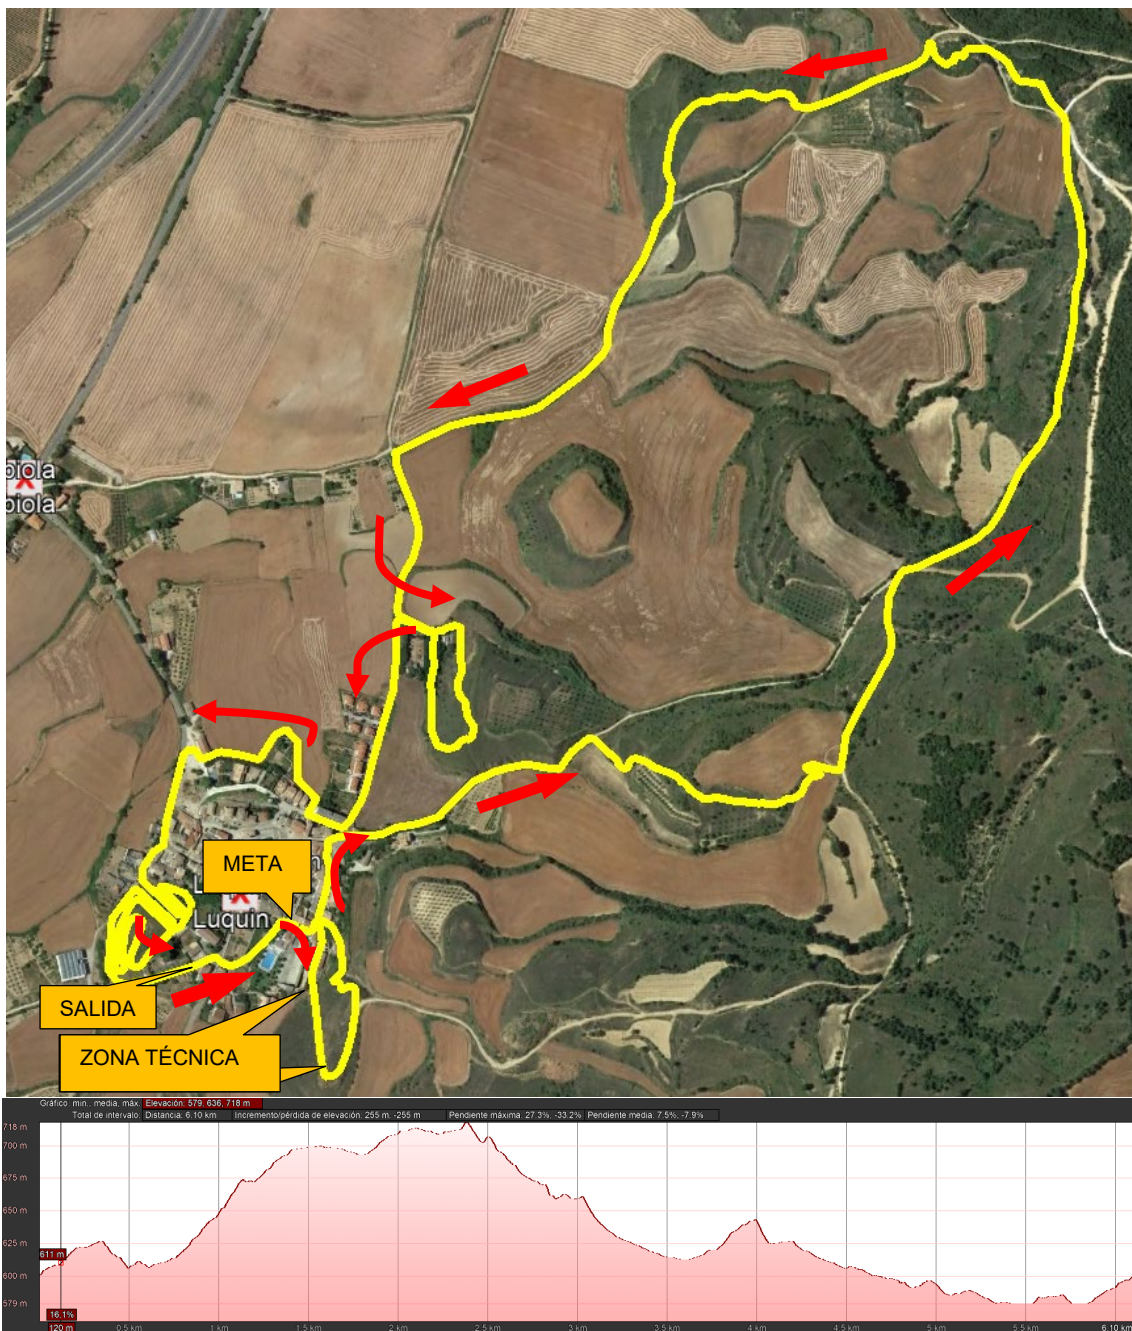 biola
biola
META
Luquin
SALIDA
ZONA TÉCNICA
Gráfico: mín., media, máx. Elevación: 579, 636, 718 m
Total de intervalo: Distancia: 6.10 km Incremento/pérdida de elevación: 255 m, -255 m Pendiente máxima: 27.3%, -33.2% Pendiente media: 7.5%, -7.9%
718 m
700 m
675 m
650 m
625 m
611 m
600 m
579 m
16.1%
120 m 0.5 km 1 km 1.5 km 2 km 2.5 km 3 km 3.5 km 4 km 4.5 km 5 km 5.5 km 6.10 km